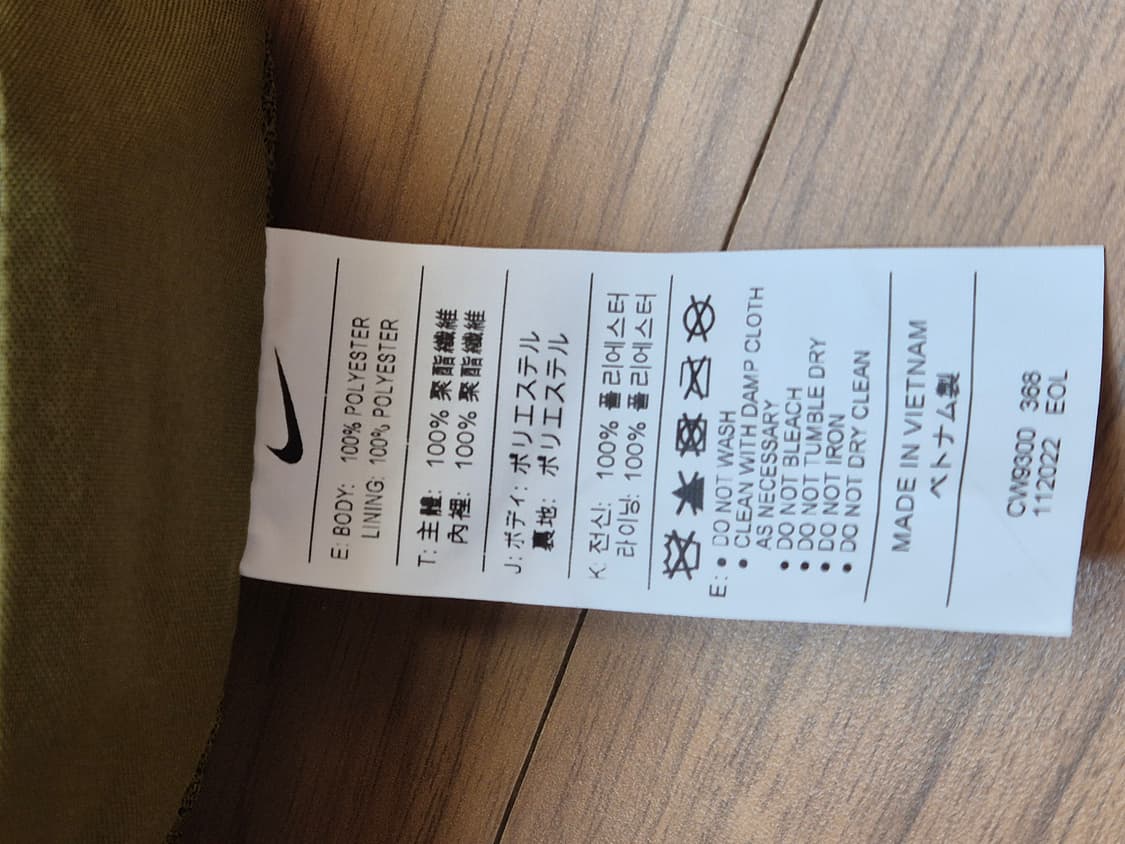 E: BODY: 100% POLYESTER
LINING: 100% POLYESTER
T: 主體: 100% 聚酯纖維
內裡: 100% 聚酯纖維
J: ボディ: ポリエステル
裏地: ポリエステル
K: 전신: 100% 폴리에스터
라이닝: 100% 폴리에스터
E: • DO NOT WASH
• CLEAN WITH DAMP CLOTH
AS NECESSARY
• DO NOT BLEACH
• DO NOT TUMBLE DRY
• DO NOT IRON
• DO NOT DRY CLEAN
MADE IN VIETNAM
ベトナム製
CW9300 368
1120222 EOL